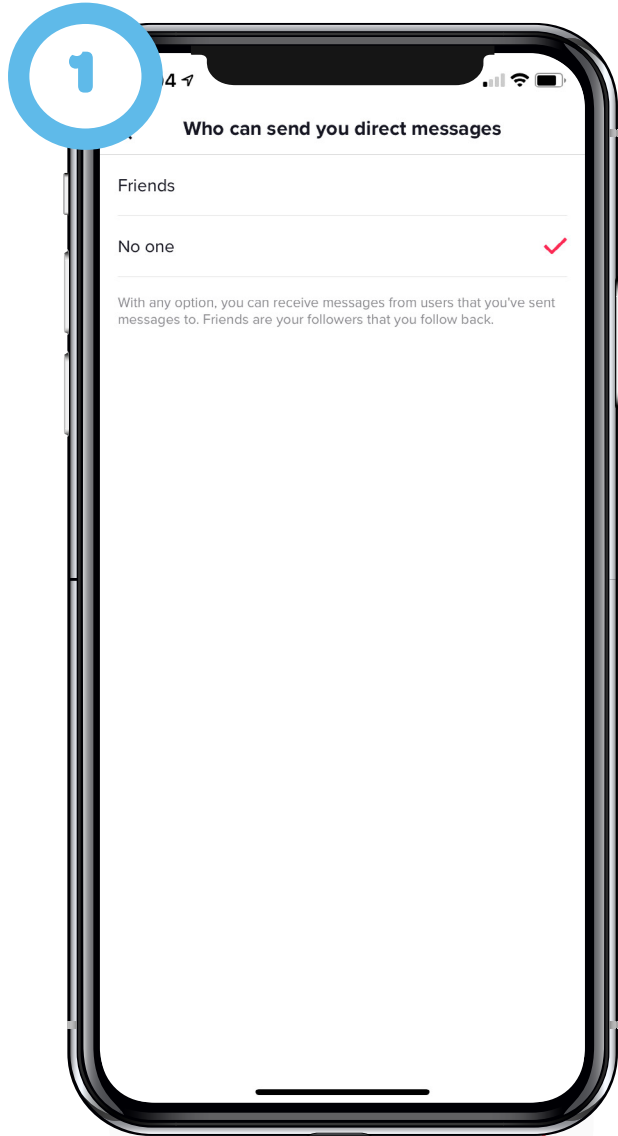 1
4
Who can send you direct messages
Friends
No one
With any option, you can receive messages from users that you've sent
messages to. Friends are your followers that you follow back.